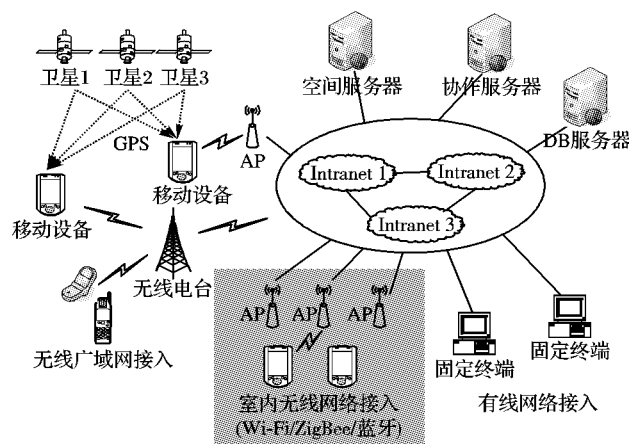 卫星1 卫星2 卫星3
空间服务器
协作服务器
DB服务器
GPS
AP
移动设备
移动设备
Intranet 1
Intranet 2
Intranet 3
无线电台
AP
AP
AP
无线广域网接入
固定终端
固定终端
室内无线网络接入
(Wi-Fi/ZigBee/蓝牙)
有线网络接入